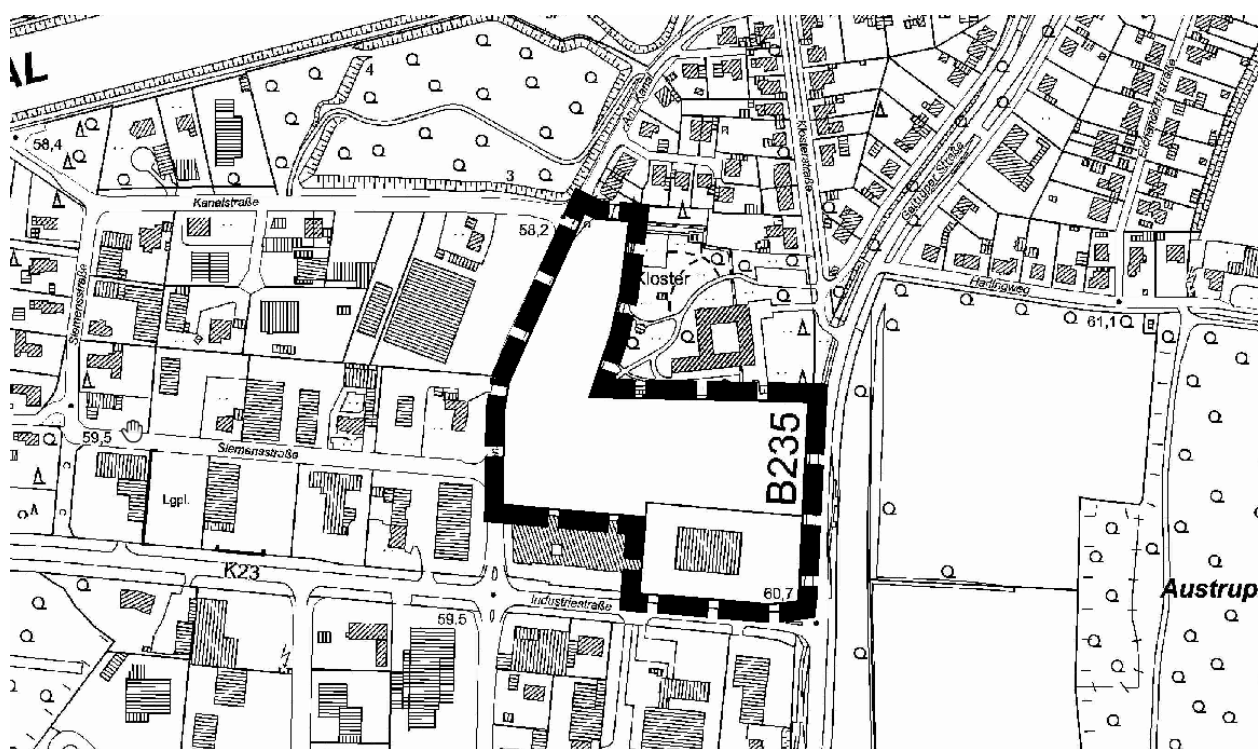 AL
4
58,4
3
Kanalstraße
58,2
Klosterstraße
Kloster
Harlingweg
61,1
Siemensstraße
59,5
Siemensstraße
Lgpl.
B235
K23
60,7
Industriestraße
59.5
Austrup